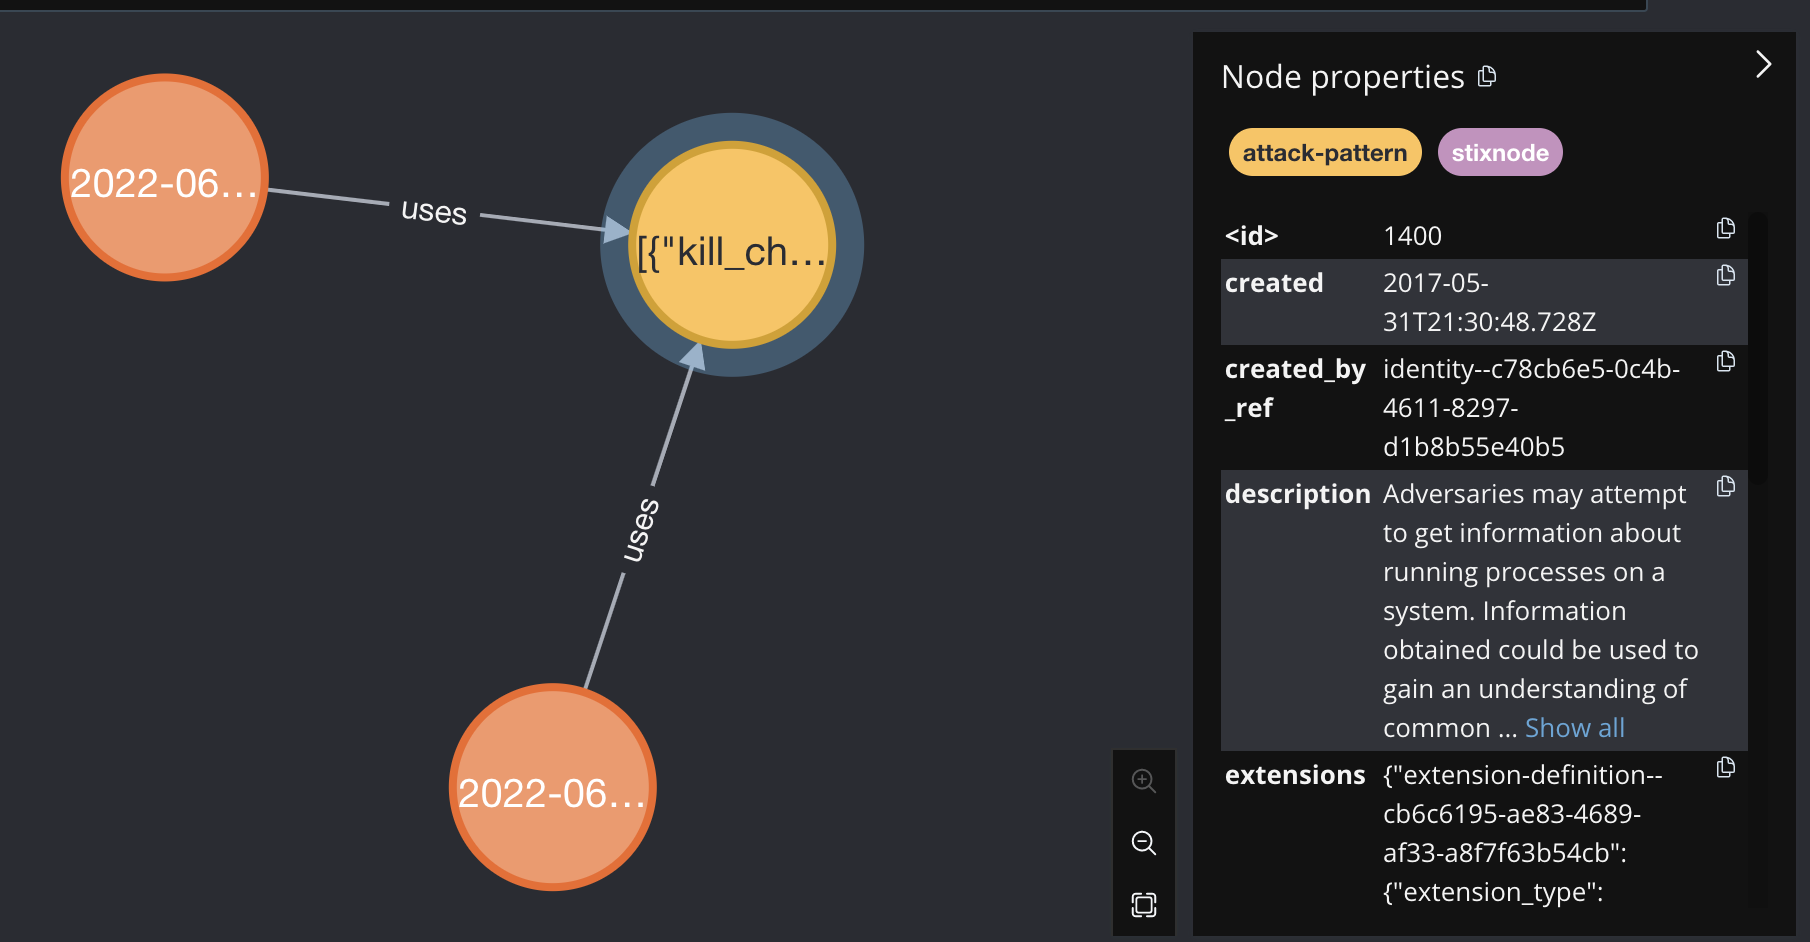 2022-06...
uses
[{"kill_ch...
uses
2022-06...
Node properties
attack-pattern stixnode
<id> 1400
created 2017-05-
31T21:30:48.728Z
created_by identity--c78cb6e5-0c4b-
_ref 4611-8297-
d1b8b55e40b5
description Adversaries may attempt
to get information about
running processes on a
system. Information
obtained could be used to
gain an understanding of
common ... Show all
extensions {"extension-definition--
cb6c6195-ae83-4689-
af33-a8f7f63b54cb":
{"extension_type":